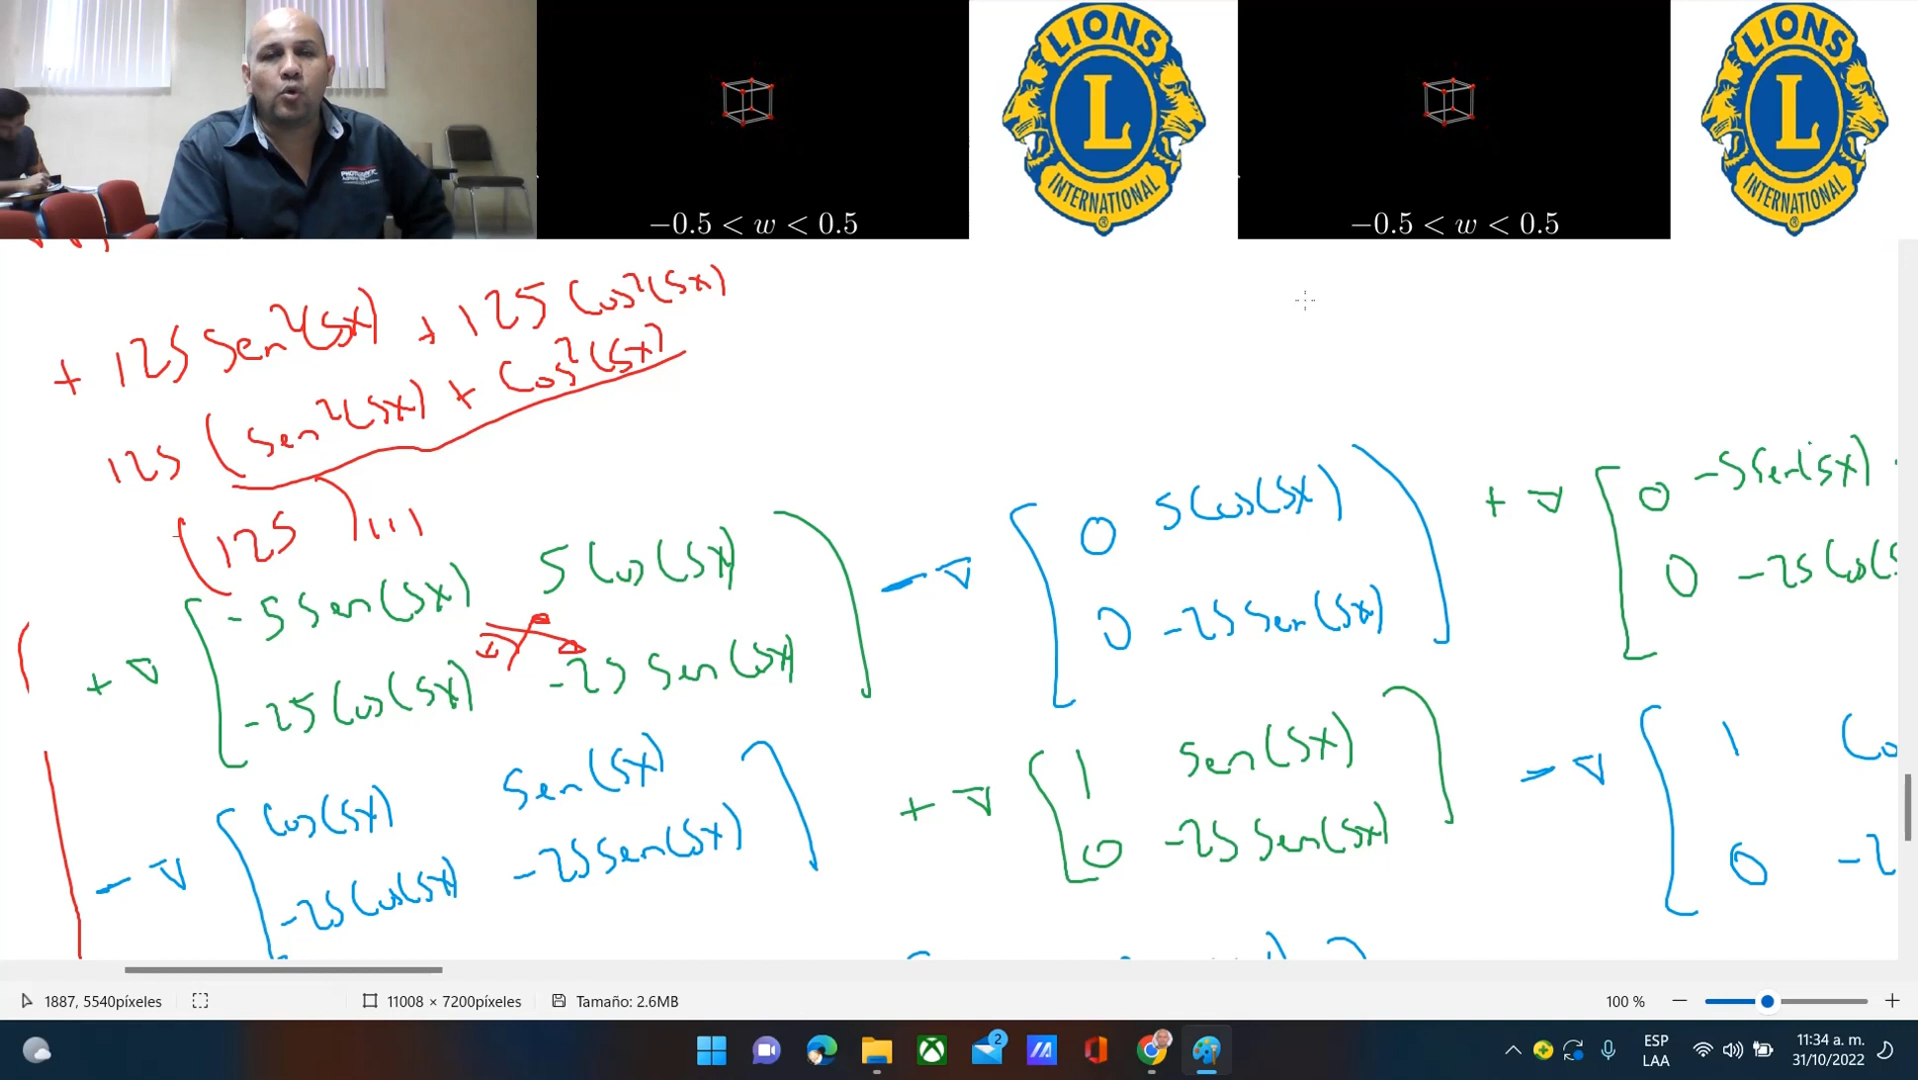 LIONS
L
INTERNATIONAL
®
LIONS
L
INTERNATIONAL
®
−0.5 < w < 0.5
−0.5 < w < 0.5
+ 125 Sen²(5x) + 125 Cos²(5x)
125 (Sen²(5x) + Cos²(5x)
(125)
+ ∇ [ -5 Sen(5x) 5 Cos(5x) ]
-25 Cos(5x) -25 Sen(5x)
- ∇ [ 0 5 Cos(5x) ]
0 -25 Sen(5x)
+ ∇ [ 0 -5 Sen(5x)
0 -25 Cos(5
- ∇ [ Cos(5x) Sen(5x) ]
-25 Cos(5x) -25 Sen(5x)
+ ∇ [ 1 Sen(5x) ]
0 -25 Sen(5x)
- ∇ [ 1 Co
0 -2
1887, 5540píxeles
11008 × 7200píxeles
Tamaño: 2.6MB
100 %
2
ESP
LAA
11:34 a. m.
31/10/2022